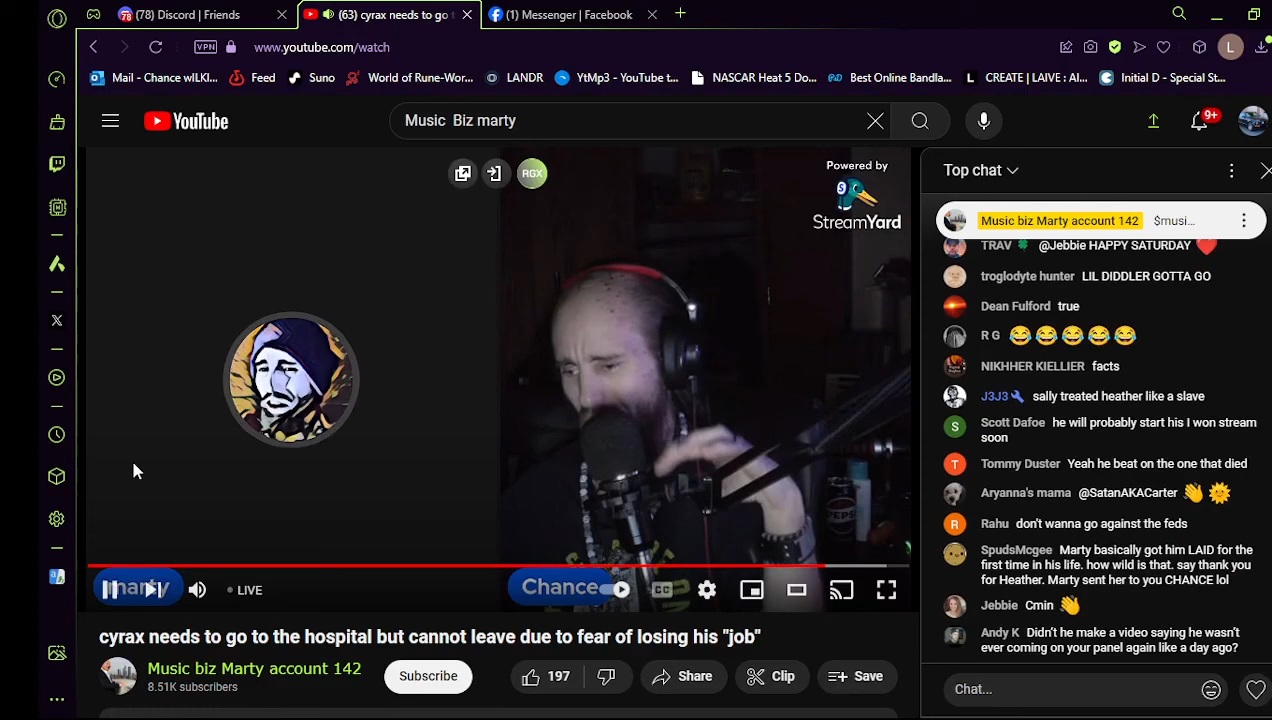 (78) Discord | Friends
(63) cyrax needs to go t
(1) Messenger | Facebook
VPN
www.youtube.com/watch
L
Mail - Chance wILKI...
Feed
Suno
World of Rune-Wor...
LANDR
YtMp3 - YouTube t...
NASCAR Heat 5 Do...
Best Online Bandla...
L CREATE | LAIVE : AI...
Initial D - Special St...
YouTube
Music Biz marty
9+
RGX
Powered by
StreamYard
PEPSI
marty
Chance
LIVE
CC
cyrax needs to go to the hospital but cannot leave due to fear of losing his "job"
Music biz Marty account 142
8.51K subscribers
Subscribe
197
Share
Clip
Save
Top chat
Music biz Marty account 142 $musi...
TRAV 🍀 @Jebbie HAPPY SATURDAY ❤️
troglodyte hunter LIL DIDDLER GOTTA GO
Dean Fulford true
R G 😂😂😂😂😂
NIKHHER KIELLIER facts
J3J3 sally treated heather like a slave
S Scott Dafoe he will probably start his I won stream
soon
T Tommy Duster Yeah he beat on the one that died
Aryanna's mama @SatanAKACarter 👋🌞
R Rahu don't wanna go against the feds
SpudsMcgee Marty basically got him LAID for the
first time in his life. how wild is that. say thank you
for Heather. Marty sent her to you CHANCE lol
Jebbie Cmin 👋
Andy K Didn't he make a video saying he wasn't
ever coming on your panel again like a day ago?
Chat...